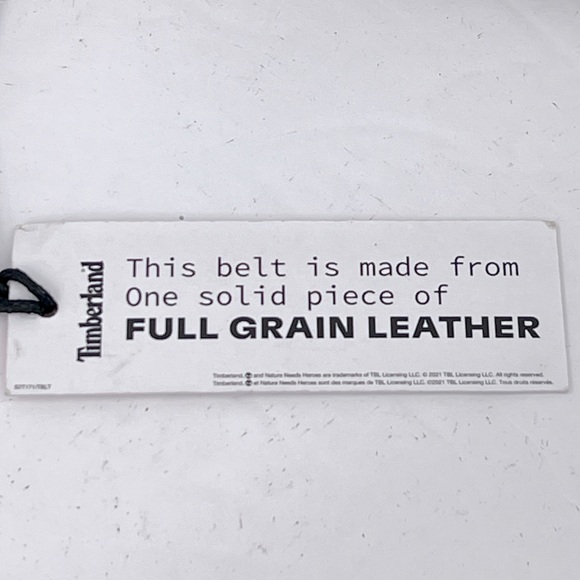 Timberland
This belt is made from
One solid piece of
FULL GRAIN LEATHER
Timberland, and Nature Needs Heroes are trademarks of TBL Licensing LLC. © 2021 TBL Licensing LLC. All rights reserved.
Timberland, et Nature Needs Heroes sont des marques de TBL Licensing LLC. ©2021 TBL Licensing LLC. Tous droits réservés.